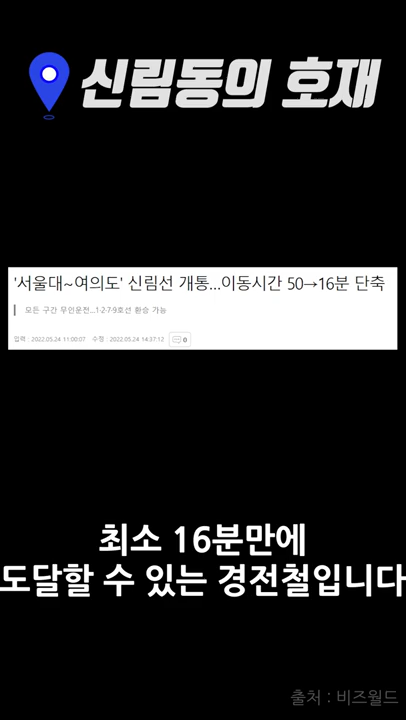 신림동의 호재
'서울대~여의도' 신림선 개통...이동시간 50→16분 단축
모든 구간 무인운전...1·2·7·9호선 환승 가능
입력 2022.05.24 11:00:07 수정 2022.05.24 14:37:12 0
최소 16분만에
도달할 수 있는 경전철입니다
출처 : 비즈월드